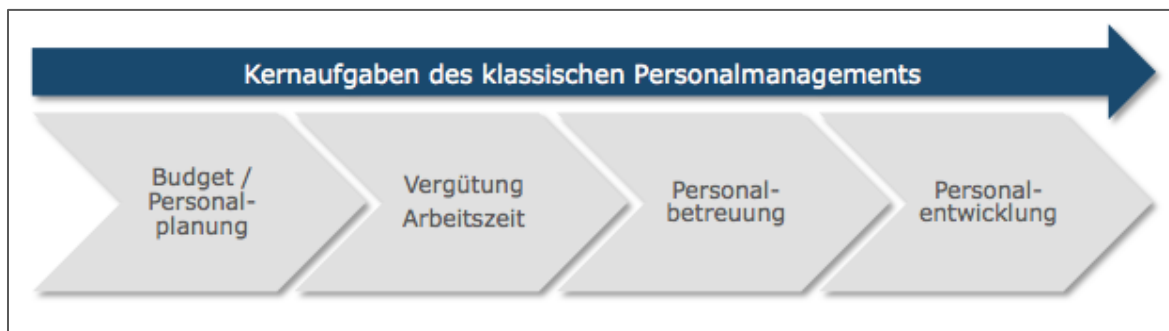 Kernaufgaben des klassischen Personalmanagements
Budget /
Personal-
planung
Vergütung
Arbeitszeit
Personal-
betreuung
Personal-
entwicklung